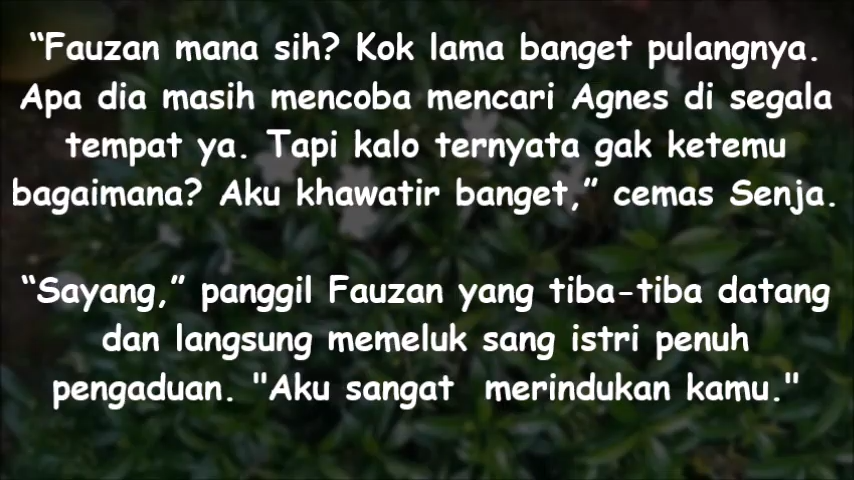 “Fauzan mana sih? Kok lama banget pulangnya.
Apa dia masih mencoba mencari Agnes di segala
tempat ya. Tapi kalo ternyata gak ketemu
bagaimana? Aku khawatir banget,” cemas Senja.
“Sayang,” panggil Fauzan yang tiba-tiba datang
dan langsung memeluk sang istri penuh
pengaduan. "Aku sangat  merindukan kamu."